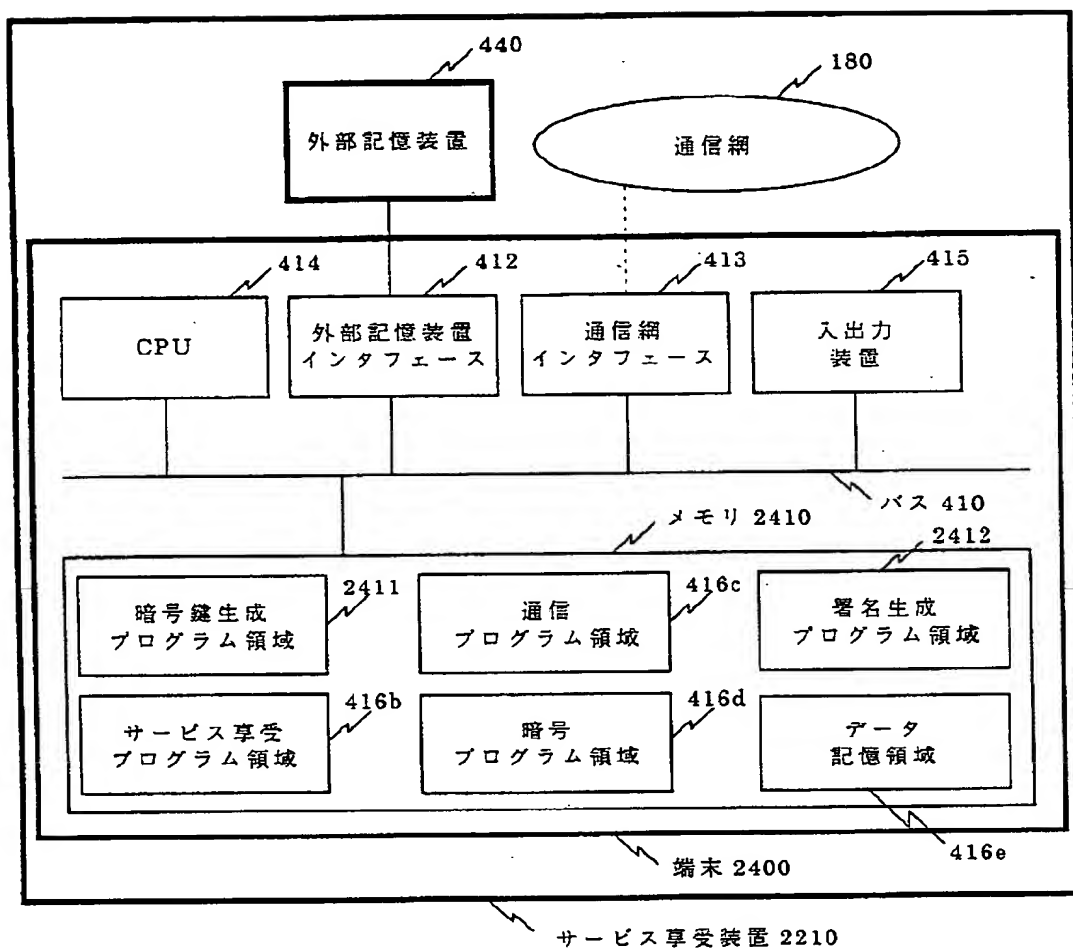 440
180
外部記憶装置
通信網
414
412
413
415
CPU
外部記憶装置
インタフェース
通信網
インタフェース
入出力
装置
バス 410
メモリ 2410
2412
2411
416c
暗号鍵生成
プログラム領域
通信
プログラム領域
署名生成
プログラム領域
416b
416d
サービス享受
プログラム領域
暗号
プログラム領域
データ
記憶領域
416e
端末 2400
サービス享受装置 2210